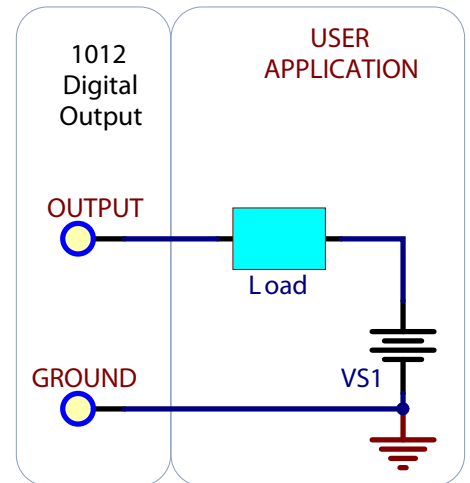 1012
Digital
Output
USER
APPLICATION
OUTPUT
Load
GROUND
VS1